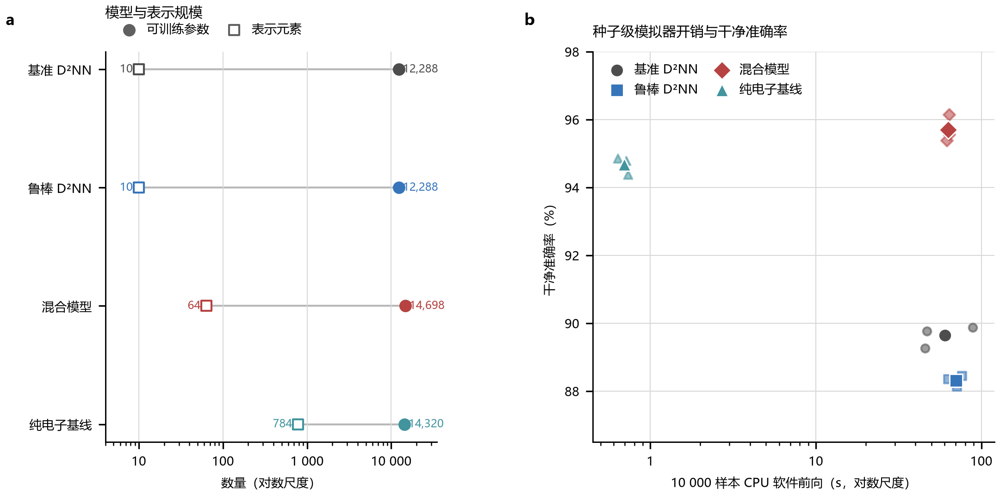 a
模型与表示规模
可训练参数
表示元素
基准 D²NN
10
12,288
鲁棒 D²NN
10
12,288
混合模型
64
14,698
纯电子基线
784
14,320
10
100
1 000
10 000
数量（对数尺度）
b
种子级模拟器开销与干净准确率
基准 D²NN
混合模型
鲁棒 D²NN
纯电子基线
98
96
94
92
90
88
干净准确率（%）
1
10
100
10 000 样本 CPU 软件前向（s，对数尺度）